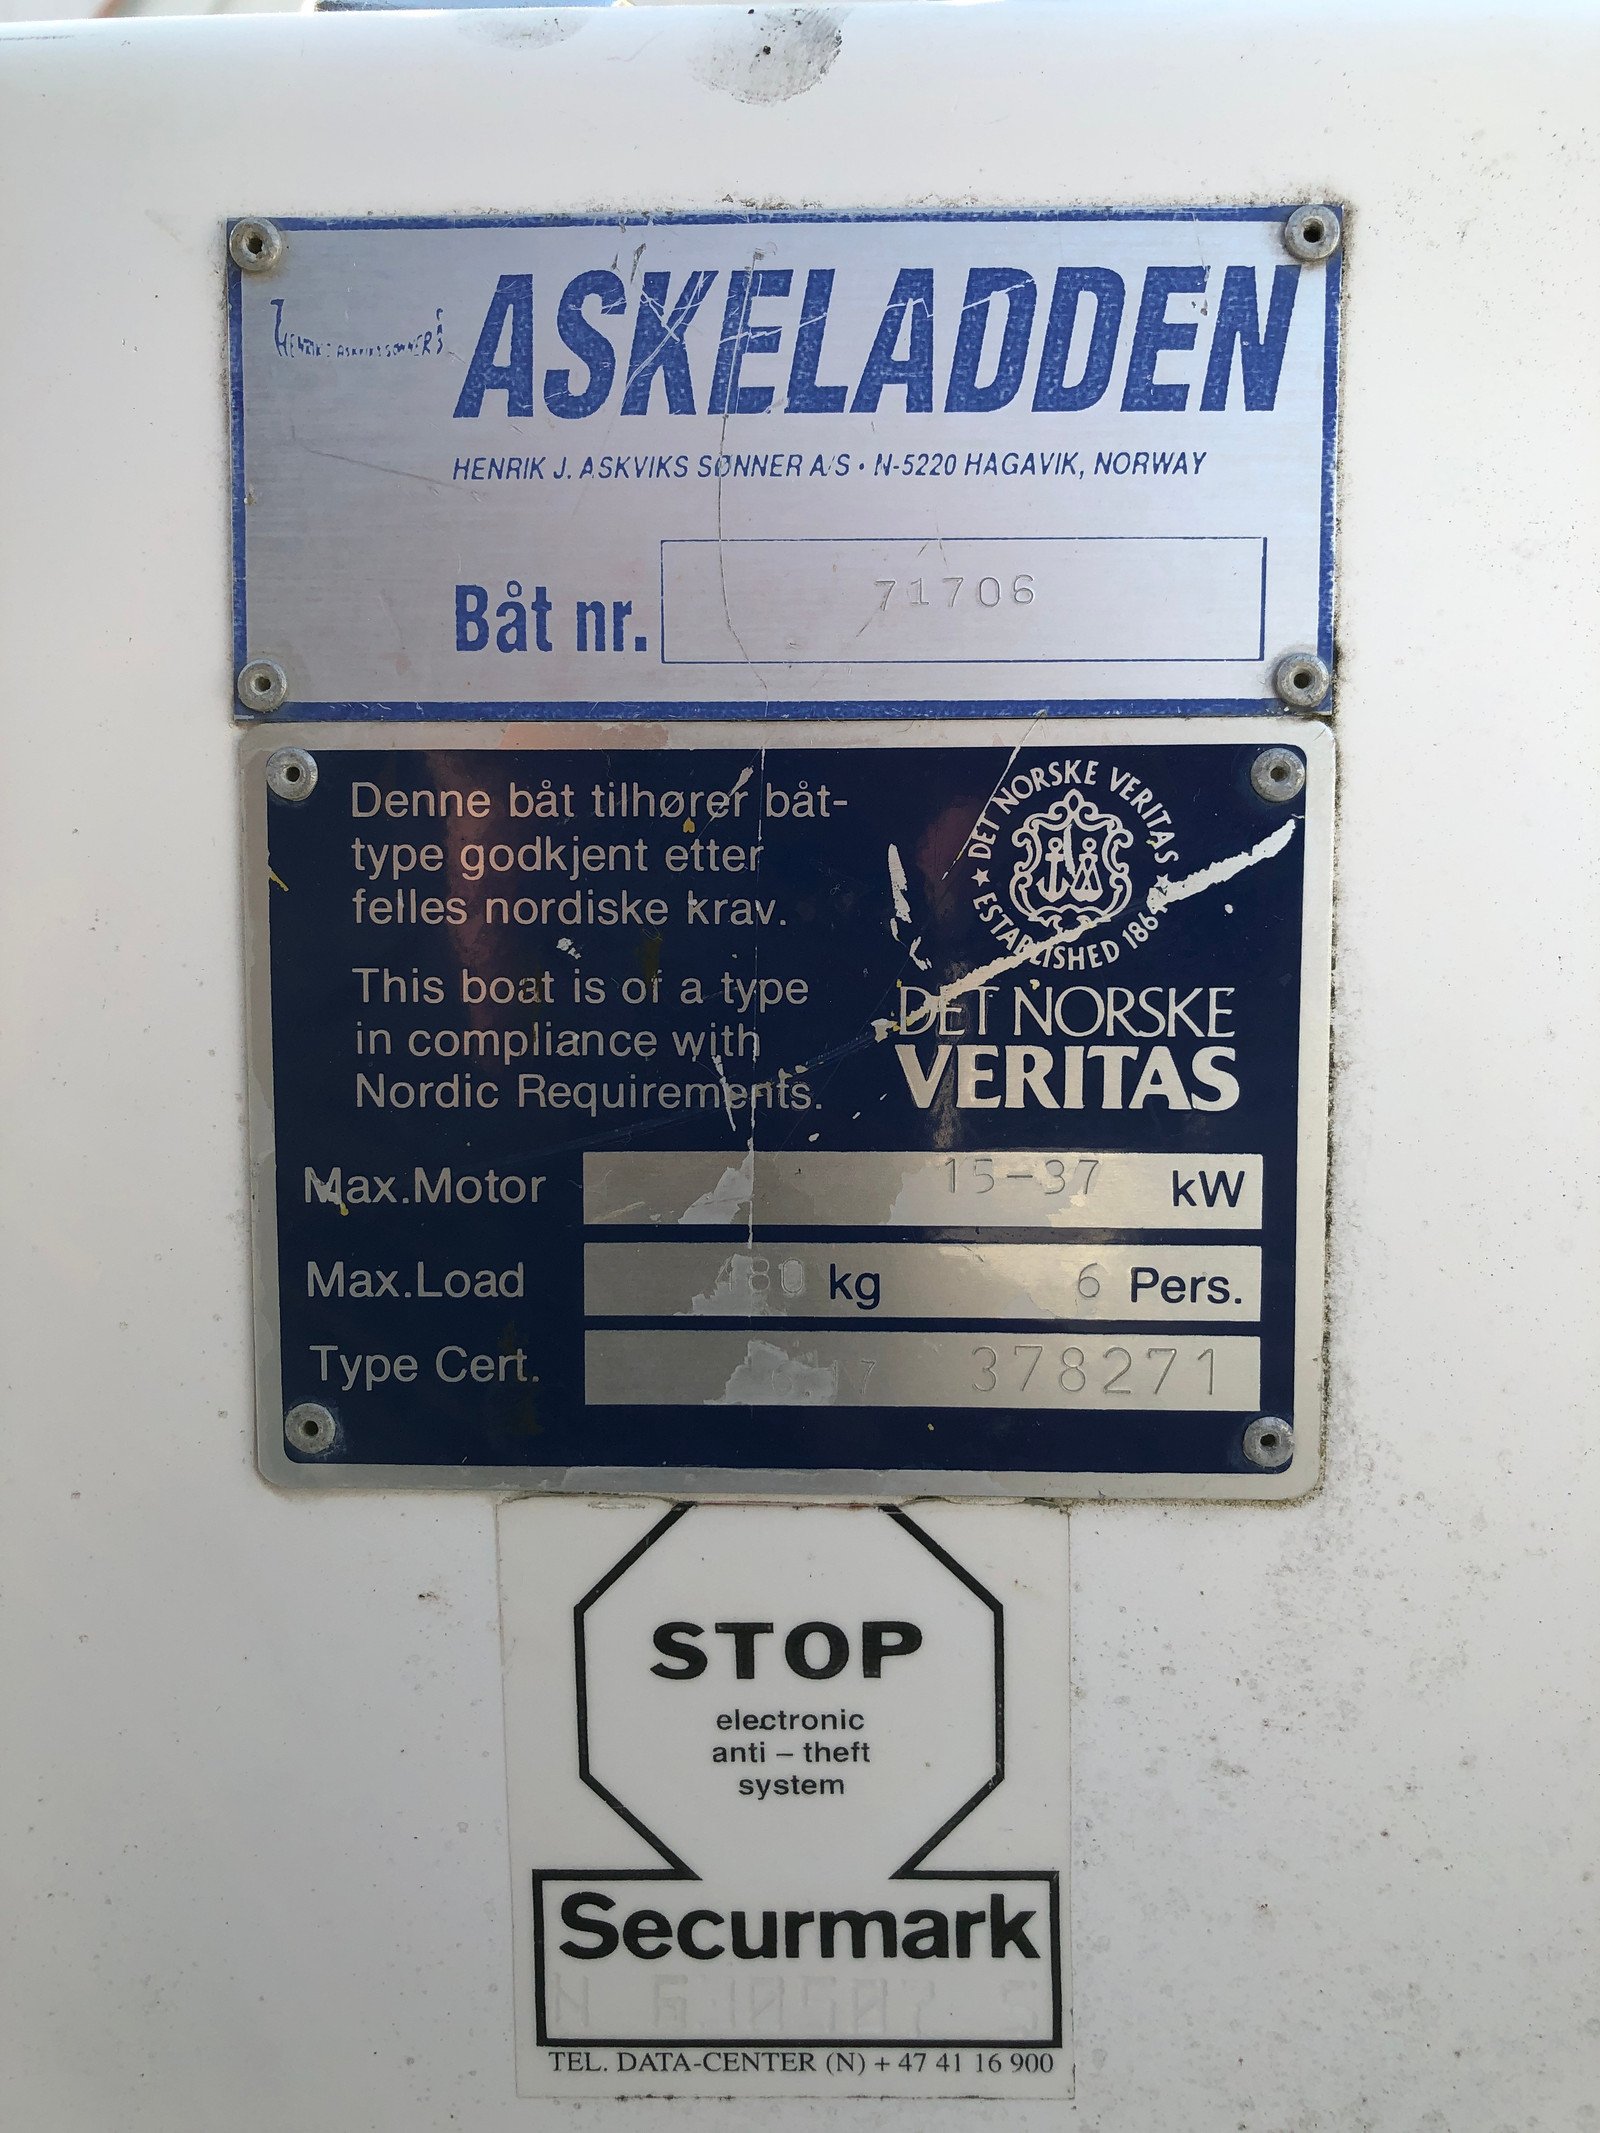 HENRIK J ASKVIKS SØNNER
ASKELADDEN
HENRIK J. ASKVIKS SØNNER A/S • N-5220 HAGAVIK, NORWAY
Båt nr. 71706
Denne båt tilhører båt-
type godkjent etter
felles nordiske krav.
This boat is of a type
in compliance with
Nordic Requirements.
★ DET NORSKE VERITAS ★ ESTABLISHED 1864
DET NORSKE
VERITAS
Max.Motor 15-37 kW
Max.Load 480 kg 6 Pers.
Type Cert. 378271
STOP
electronic
anti – theft
system
Securmark
TEL. DATA-CENTER (N) + 47 41 16 900